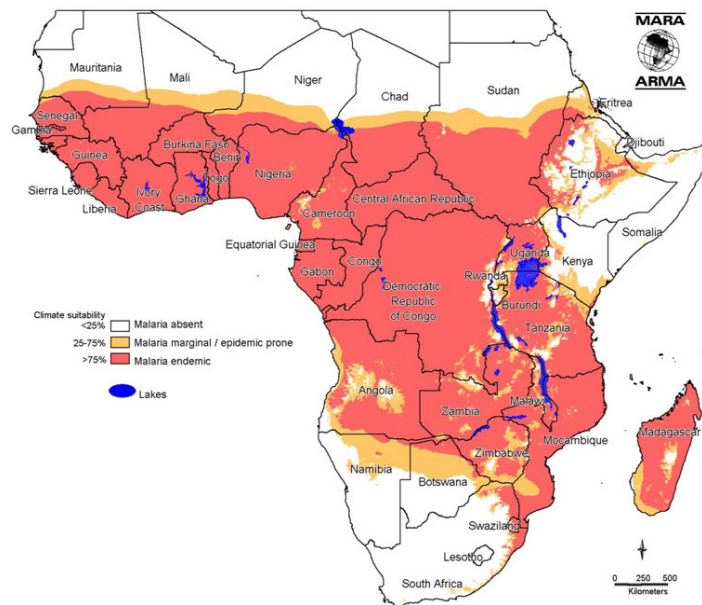 MARA
ARMA
Mauritania
Mali
Niger
Chad
Sudan
Eritrea
Senegal
Gambia
Djibouti
Burkina Faso
Guinea
Benin
Togo
Nigeria
Ethiopia
Sierra Leone
Ivory
Coast
Ghana
Liberia
Central African Republic
Cameroon
Somalia
Equatorial Guinea
Uganda
Kenya
Gabon
Congo
Rwanda
Democratic
Republic
of Congo
Burundi
Tanzania
Climate suitability
<25% Malaria absent
25-75% Malaria marginal / epidemic prone
>75% Malaria endemic
Lakes
Angola
Zambia
Malawi
Mocambique
Madagascar
Zimbabwe
Namibia
Botswana
Swaziland
Lesotho
South Africa
0 250 500
Kilometers